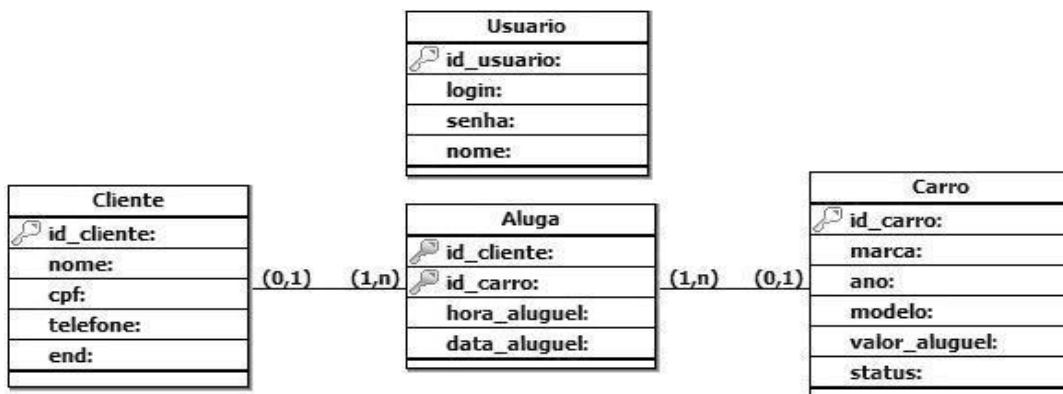 Usuario
id_usuario:
login:
senha:
nome:
Cliente
id_cliente:
nome:
cpf:
telefone:
end:
(0,1)
(1,n)
Aluga
id_cliente:
id_carro:
hora_aluguel:
data_aluguel:
(1,n)
(0,1)
Carro
id_carro:
marca:
ano:
modelo:
valor_aluguel:
status: